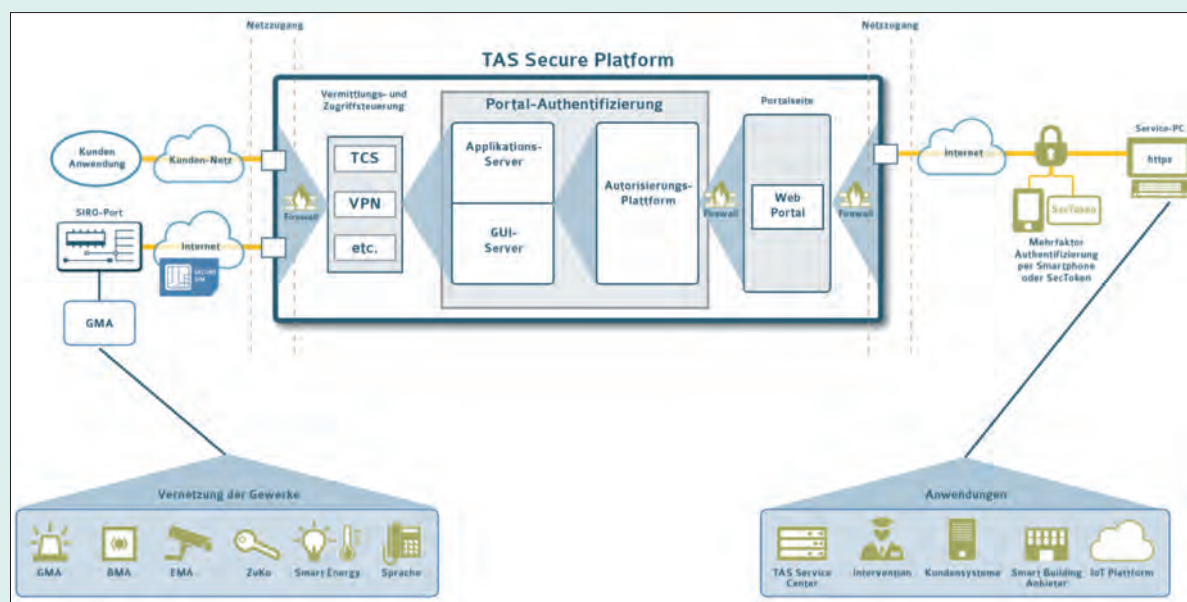 Netzzugang
Netzzugang
TAS Secure Platform
Vermittlungs- und
Zugriffsteuerung
Portal-Authentifizierung
Portalseite
Kunden
Anwendung
Kunden-Netz
TCS
VPN
etc.
Applikations-
Server
GUI-
Server
Autorisierungs-
Plattform
Web
Portal
Firewall
Firewall
Firewall
Internet
Service-PC
https
SecToken
Mehrfaktor
Authentifizierung
per Smartphone
oder SecToken
SIRO-Port
Internet
SECURE
SIM
GMA
Vernetzung der Gewerke
GMA
BMA
EMA
ZuKo
Smart Energy
Sprache
Anwendungen
TAS Service
Center
Intervention
Kundensysteme
Smart Building
Anbieter
IoT Plattform